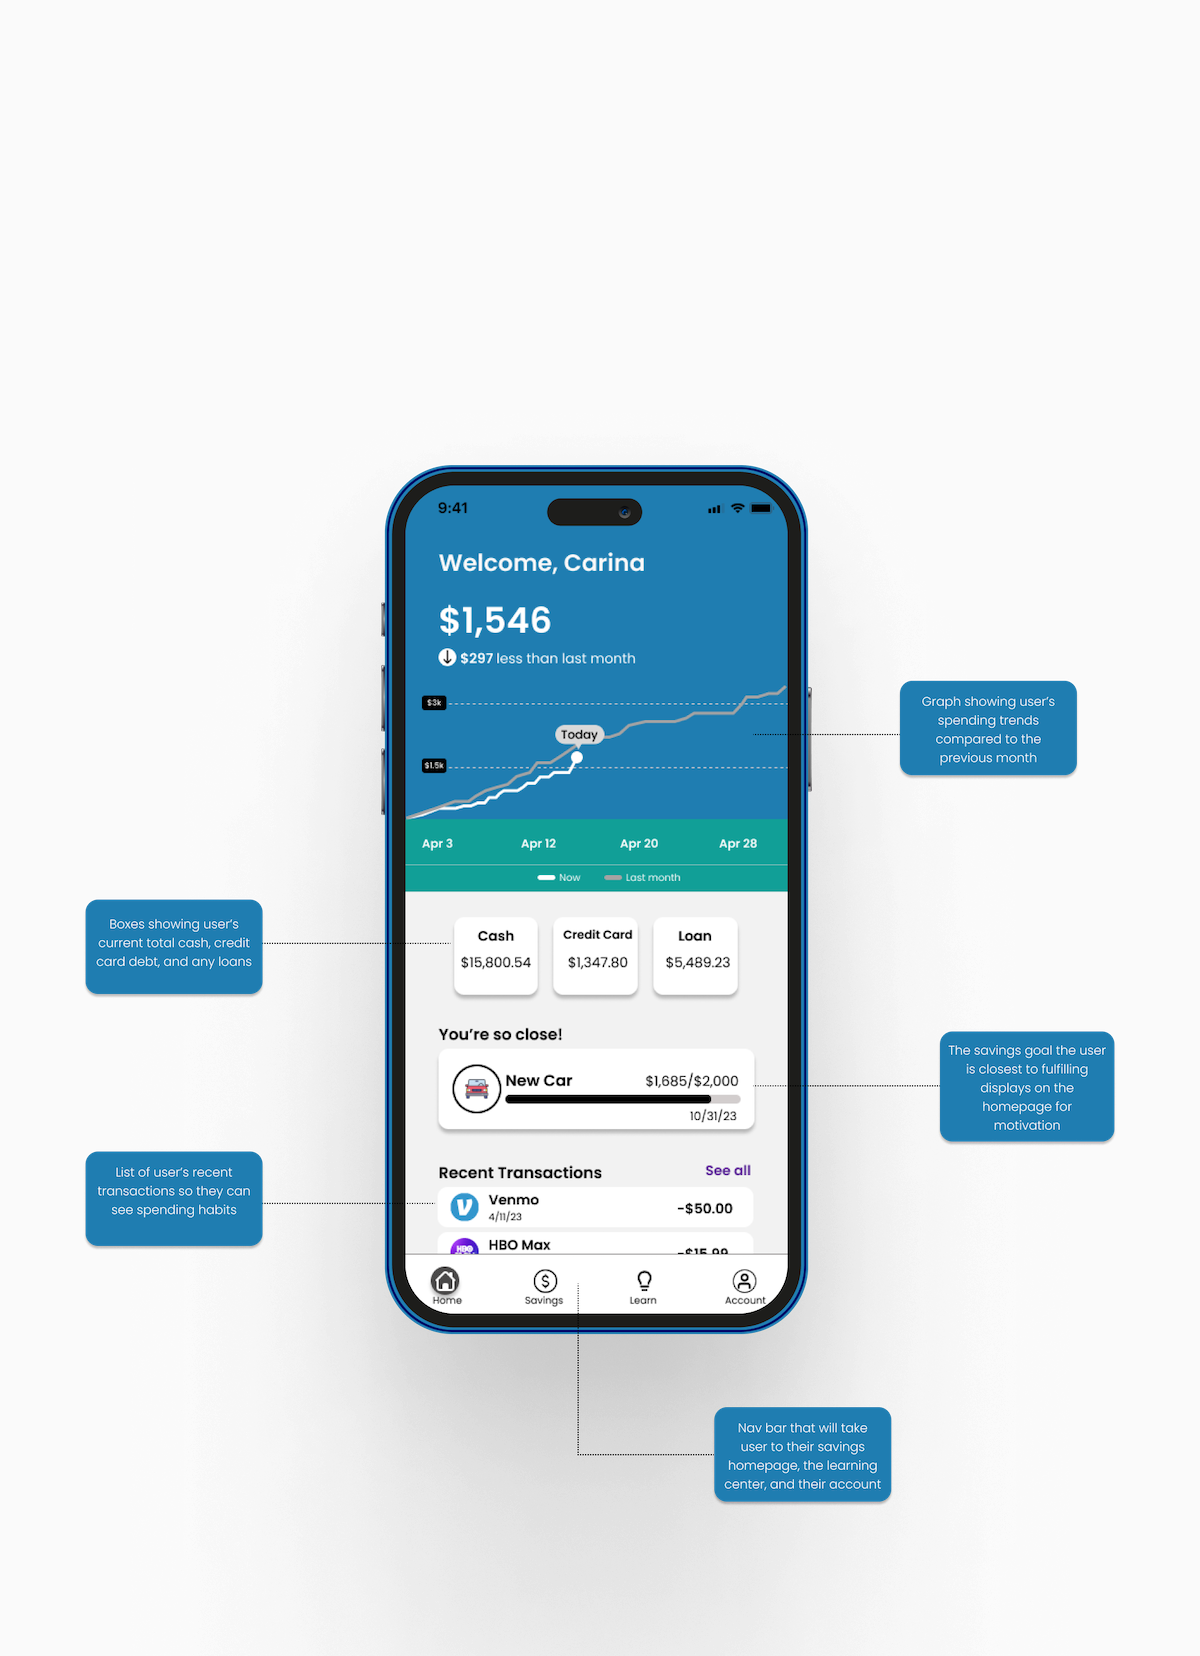 9:41
Welcome, Carina
$1,546
$297 less than last month
$3k
Today
$1.5k
Apr 3 Apr 12 Apr 20 Apr 28
Now Last month
Graph showing user's
spending trends
compared to the
previous month
Boxes showing user's
current total cash, credit
card debt, and any loans
Cash Credit Card Loan
$15,800.54 $1,347.80 $5,489.23
You're so close!
New Car $1,685/$2,000
10/31/23
The savings goal the user
is closest to fulfilling
displays on the
homepage for
motivation
List of user's recent
transactions so they can
see spending habits
Recent Transactions See all
Venmo
4/11/23
-$50.00
HBO Max
-$15.99
Home Savings Learn Account
Nav bar that will take
user to their savings
homepage, the learning
center, and their account